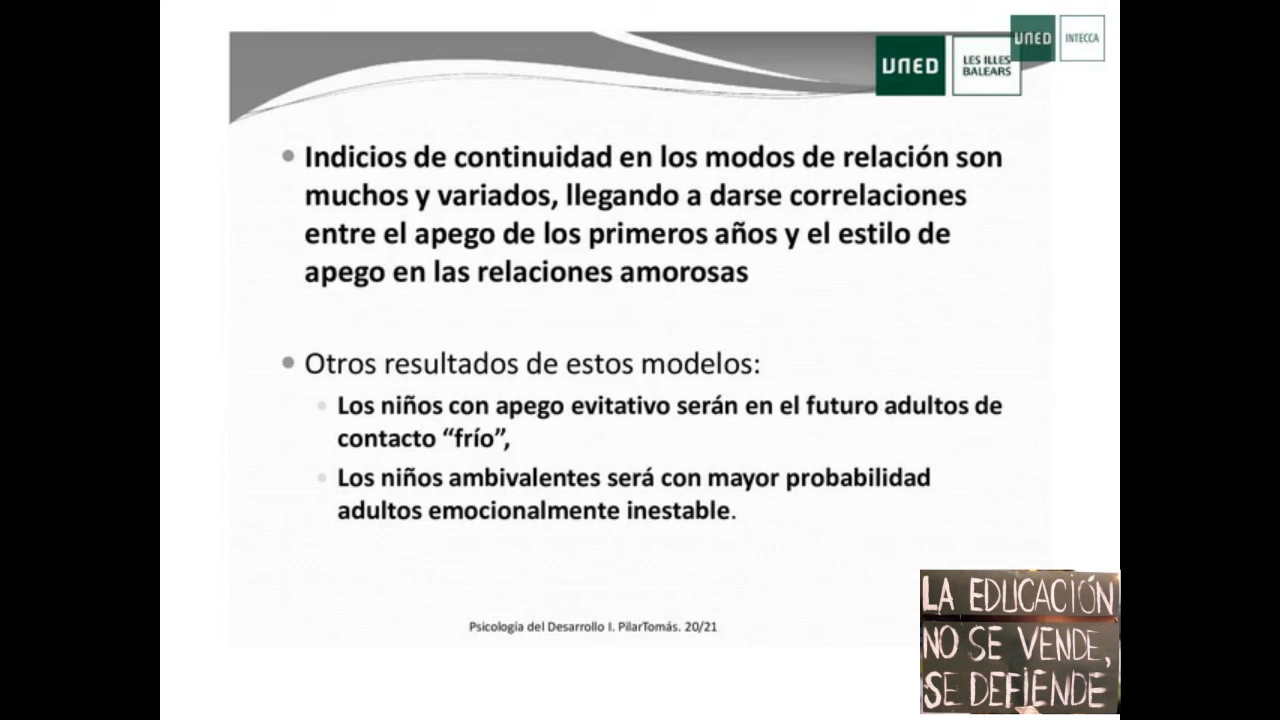 UNED
INTECCA
UNED
LES ILLES
BALEARS
Indicios de continuidad en los modos de relación son
muchos y variados, llegando a darse correlaciones
entre el apego de los primeros años y el estilo de
apego en las relaciones amorosas
Otros resultados de estos modelos:
Los niños con apego evitativo serán en el futuro adultos de
contacto “frío”,
Los niños ambivalentes será con mayor probabilidad
adultos emocionalmente inestable.
Psicología del Desarrollo I. PilarTomás. 20/21
LA EDUCACIÓN
NO SE VENDE,
SE DEFIENDE